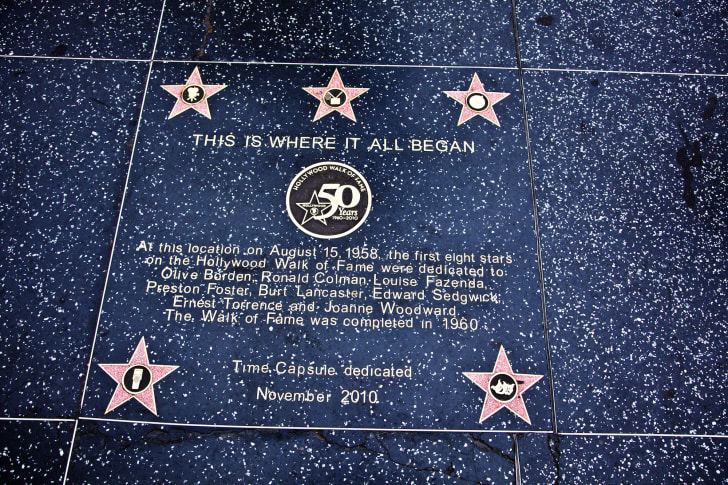 THIS IS WHERE IT ALL BEGAN
HOLLYWOOD WALK OF FAME
HOLLYWOOD
50
Years
1960-2010
At this location on August 15, 1958, the first eight stars
on the Hollywood Walk of Fame were dedicated to:
Olive Borden, Ronald Colman, Louise Fazenda,
Preston Foster, Burt Lancaster, Edward Sedgwick,
Ernest Torrence and Joanne Woodward.
The Walk of Fame was completed in 1960.
Time Capsule dedicated
November 2010